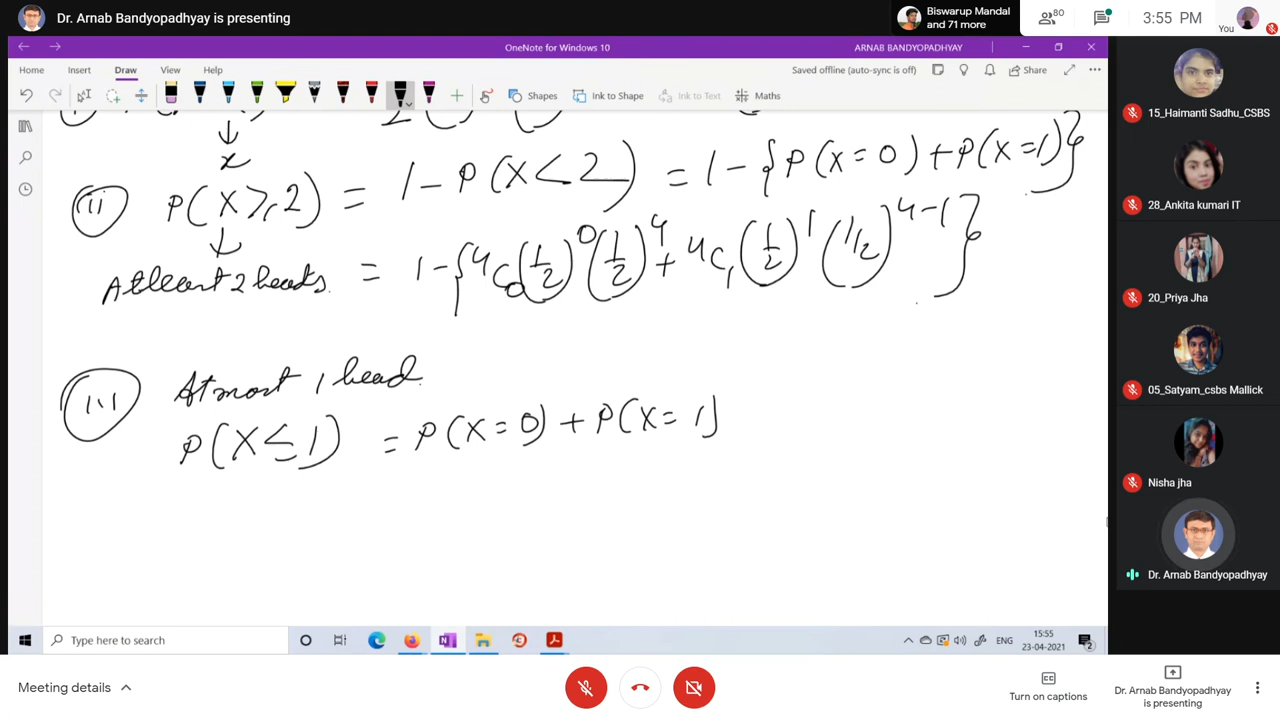 Dr. Arnab Bandyopadhyay is presenting
Biswarup Mandal
and 71 more
80
3:55 PM
You
OneNote for Windows 10
ARNAB BANDYOPADHYAY
Home Insert Draw View Help
Saved offline (auto-sync is off)
Share
Shapes
Ink to Shape
Ink to Text
Maths
x
(ii) P(X ≥ 2) = 1 - P(X < 2) = 1 - {P(X = 0) + P(X = 1)}
Atleast 2 heads. = 1 - {4C0 (1/2)^0 (1/2)^4 + 4C1 (1/2)^1 (1/2)^4-1}
(iii) Atmost 1 head.
P(X ≤ 1) = P(X = 0) + P(X = 1)
15_Haimanti Sadhu_CSBS
28_Ankita kumari IT
20_Priya Jha
05_Satyam_csbs Mallick
Nisha jha
Dr. Arnab Bandyopadhyay
Type here to search
ENG
15:55
23-04-2021
2
Meeting details
Turn on captions
Dr. Arnab Bandyopadhyay
is presenting